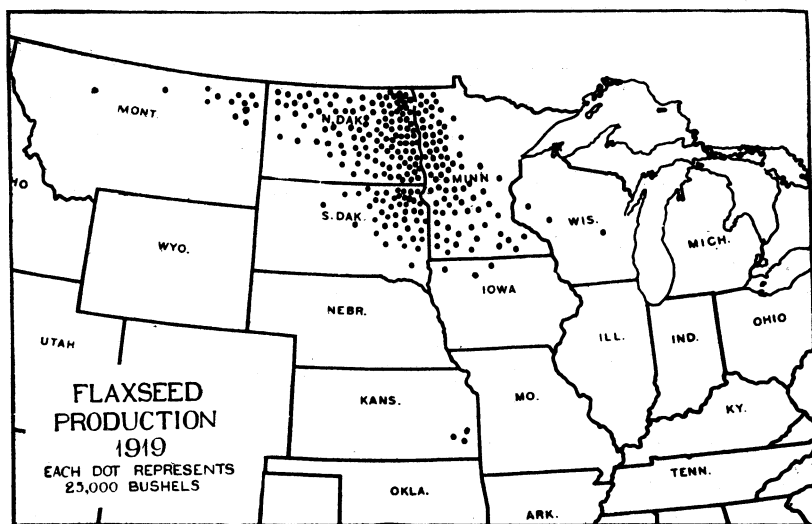 MONT.
N.DAK.
MINN
HO
S.DAK.
WIS.
MICH.
WYO.
IOWA
NEBR.
UTAH
ILL.
IND.
OHIO
FLAXSEED
PRODUCTION
1919
EACH DOT REPRESENTS
25,000 BUSHELS
KANS.
MO.
KY.
TENN.
OKLA.
ARK.